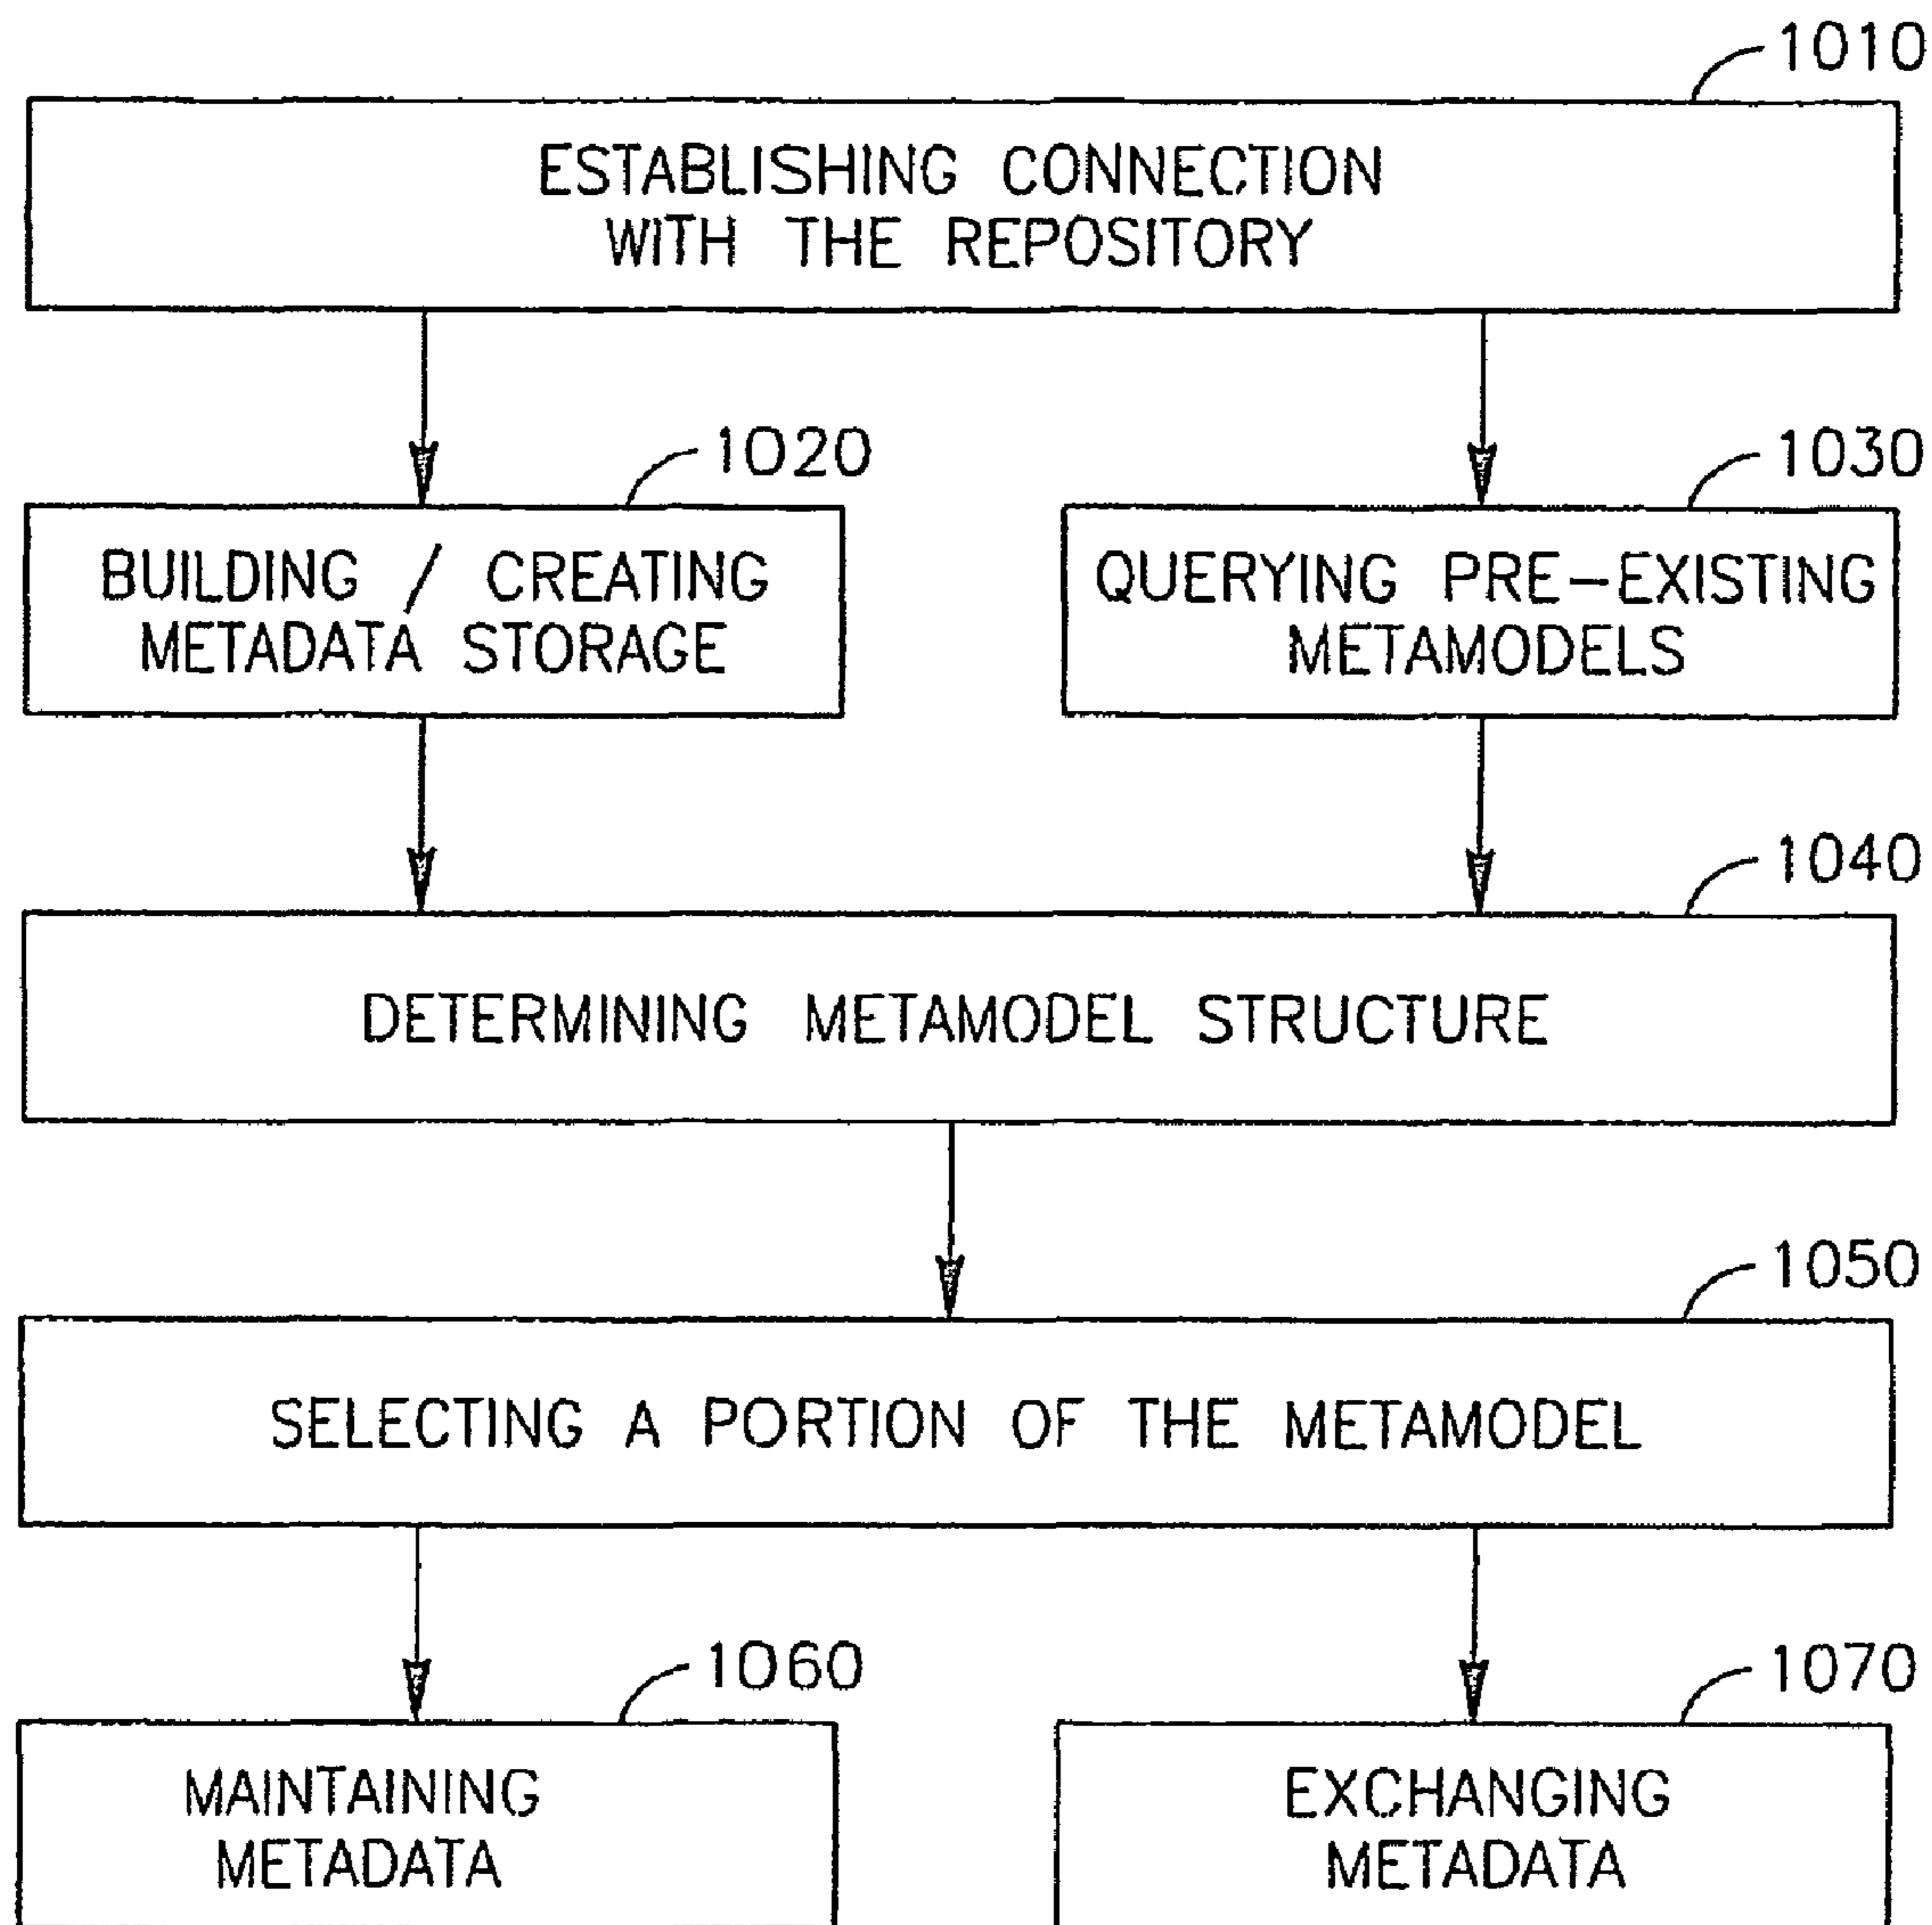 1010
ESTABLISHING CONNECTION
WITH THE REPOSITORY
1020
BUILDING / CREATING
METADATA STORAGE
1030
QUERYING PRE-EXISTING
METAMODELS
1040
DETERMINING METAMODEL STRUCTURE
1050
SELECTING A PORTION OF THE METAMODEL
1060
MAINTAINING
METADATA
1070
EXCHANGING
METADATA